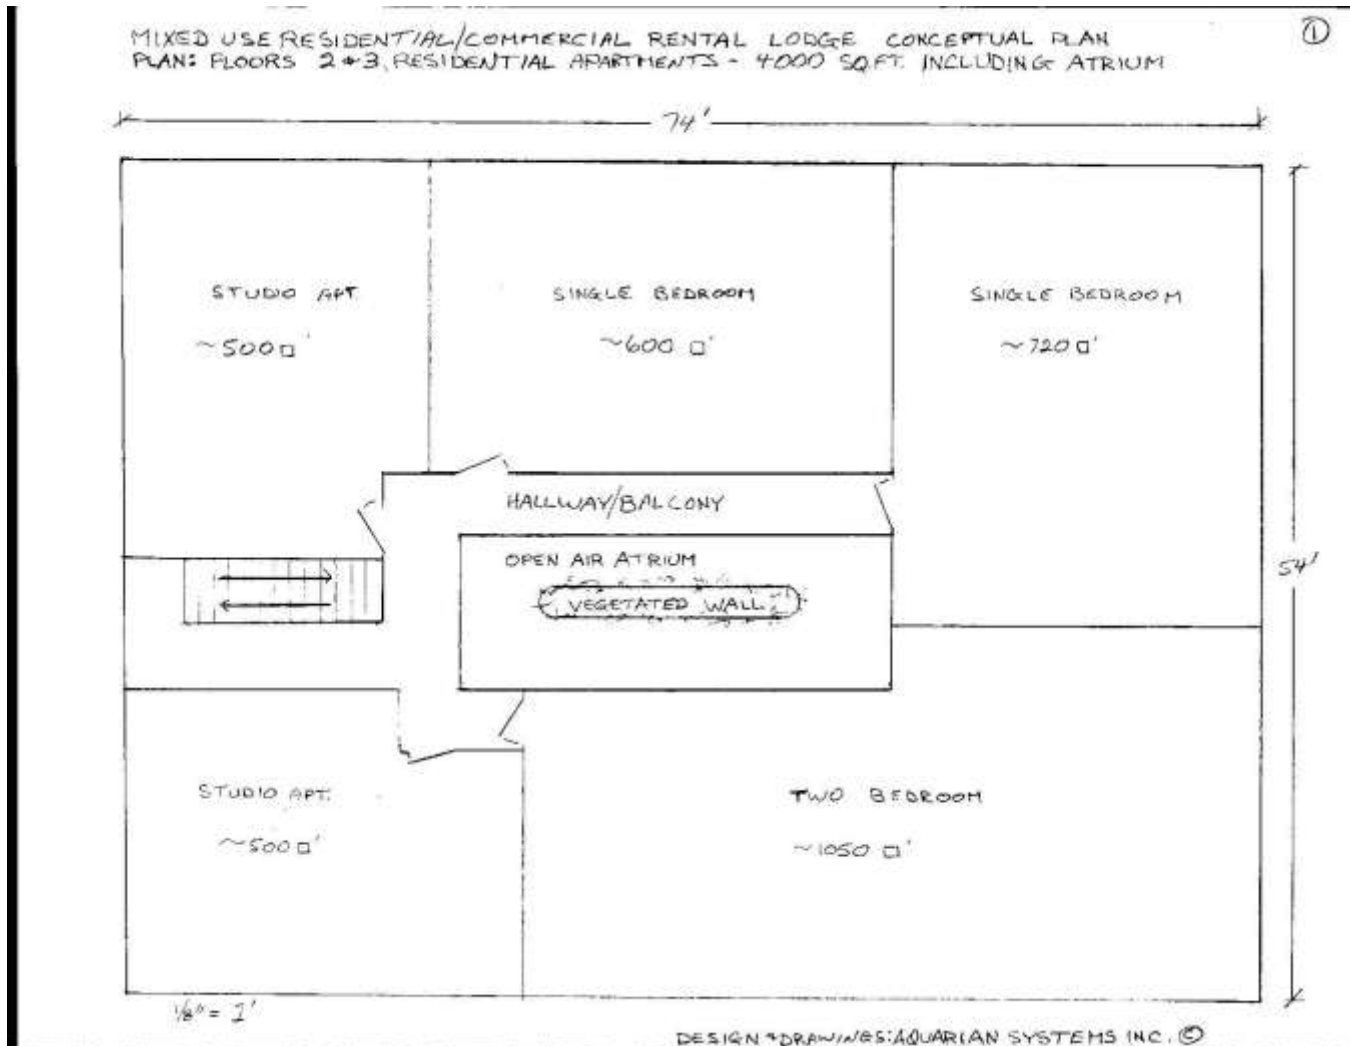 ①
MIXED USE RESIDENTIAL/COMMERCIAL RENTAL LODGE CONCEPTUAL PLAN
PLAN: FLOORS 2+3, RESIDENTIAL APARTMENTS - 4000 SQ.FT. INCLUDING ATRIUM
74'
STUDIO APT.
~500□'
SINGLE BEDROOM
~600□'
SINGLE BEDROOM
~720□'
HALLWAY/BALCONY
OPEN AIR ATRIUM
VEGETATED WALL
54'
STUDIO APT.
~500□'
TWO BEDROOM
~1050□'
1/8" = 1'
DESIGN+DRAWINGS:AQUARIAN SYSTEMS INC. ©